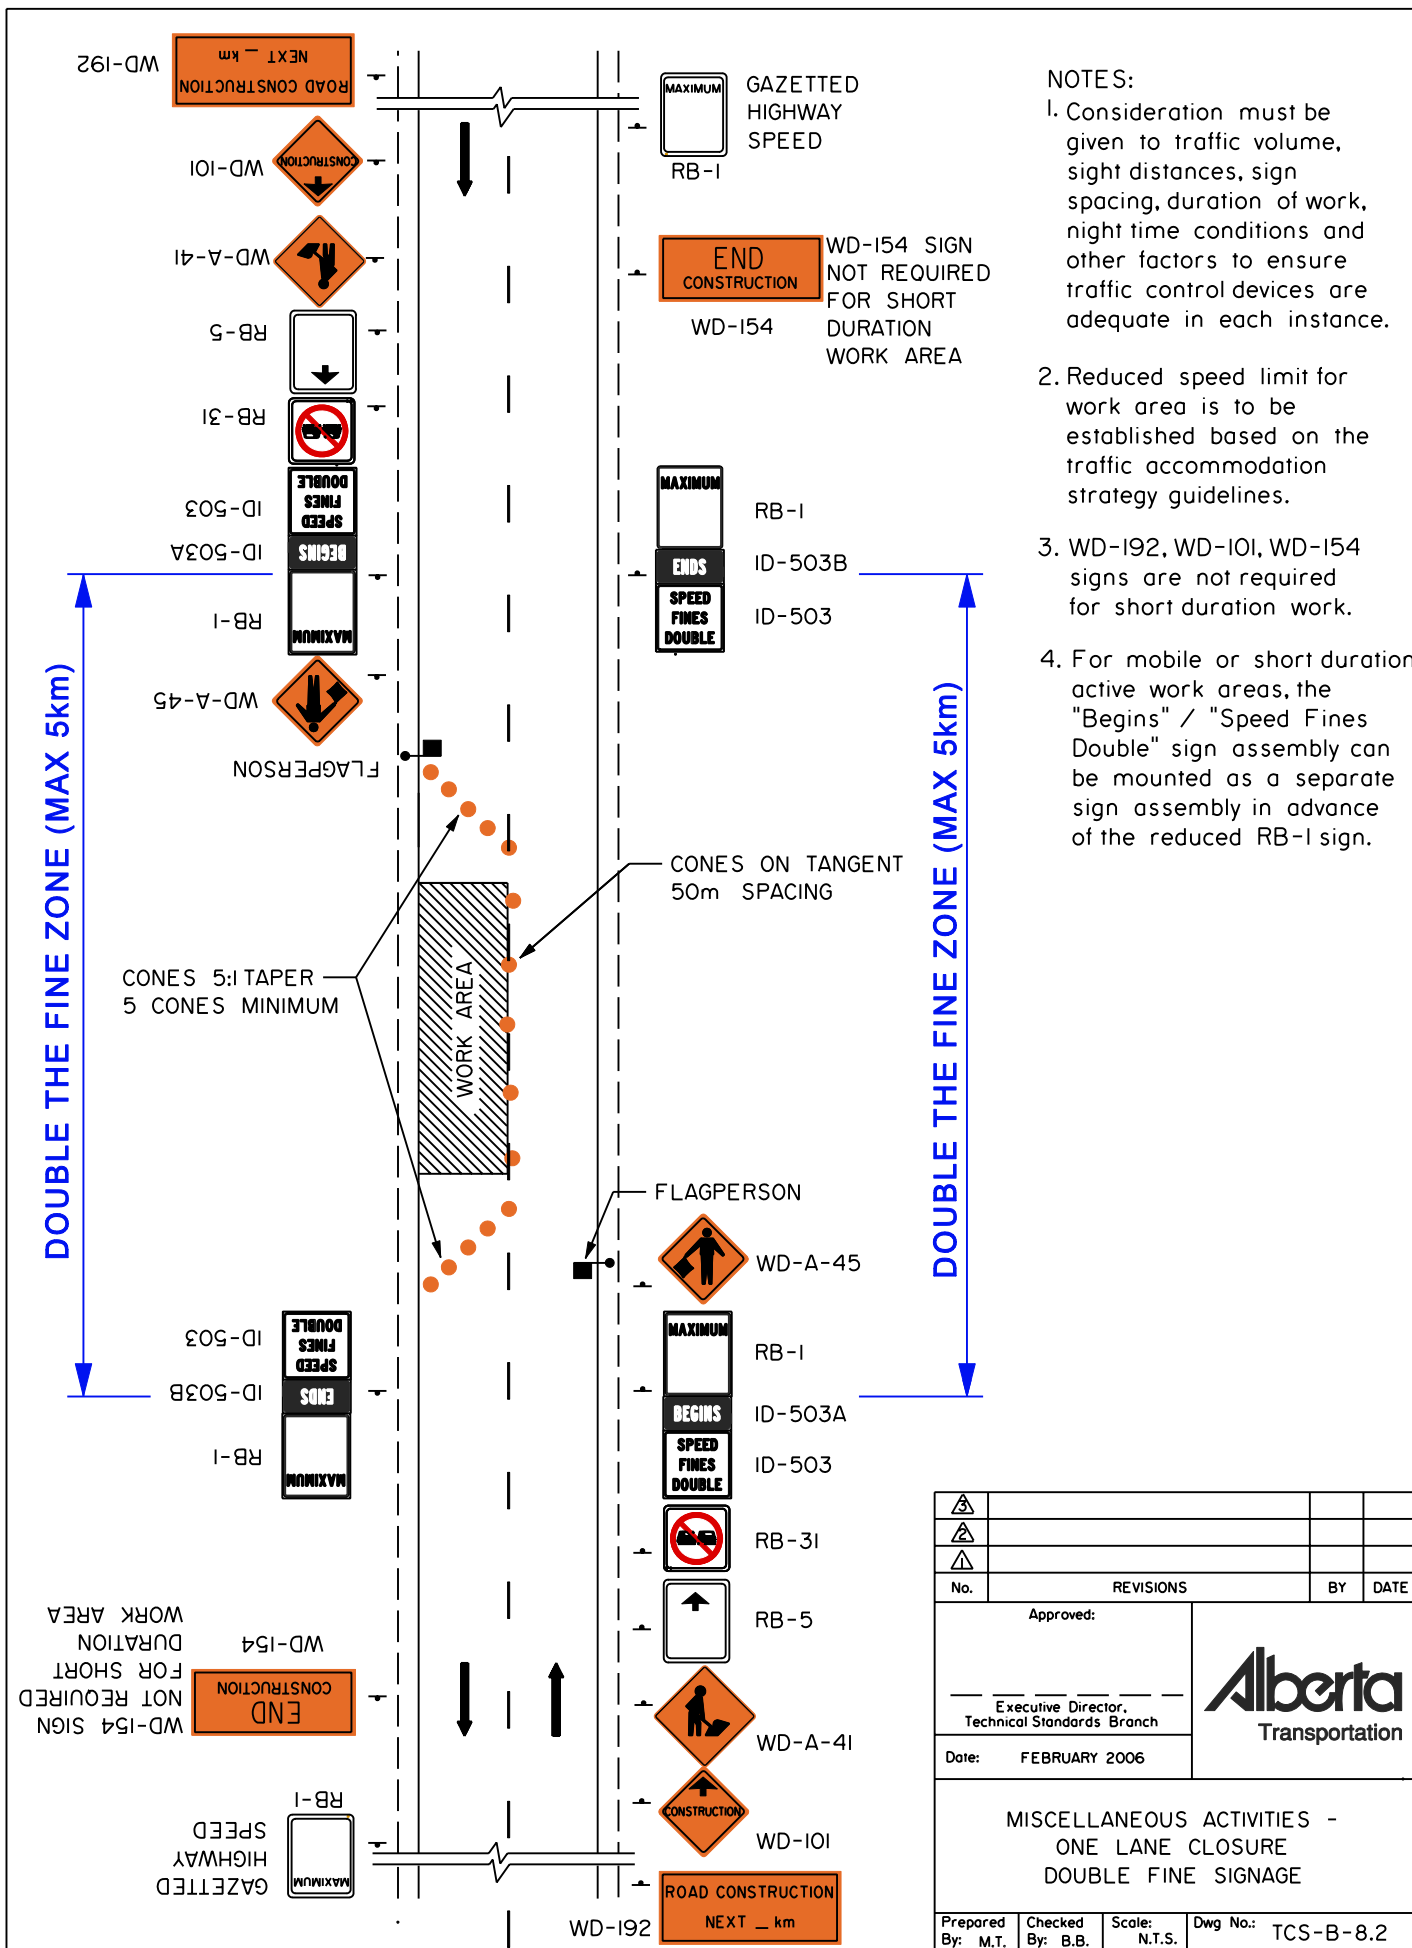 WD-192
ROAD CONSTRUCTION
NEXT _ km
WD-101
CONSTRUCTION
WD-A-41
RB-5
RB-31
ID-503
SPEED
FINES
DOUBLE
ID-503A
BEGINS
RB-1
MAXIMUM
WD-A-45
FLAGPERSON
DOUBLE THE FINE ZONE (MAX 5km)
CONES 5:1 TAPER
5 CONES MINIMUM
WORK AREA
ID-503
SPEED
FINES
DOUBLE
ID-503B
ENDS
RB-1
MAXIMUM
WD-154 SIGN
NOT REQUIRED
FOR SHORT
DURATION
WORK AREA
WD-154
END
CONSTRUCTION
RB-1
GAZETTED
HIGHWAY
SPEED
MAXIMUM
MAXIMUM
GAZETTED
HIGHWAY
SPEED
RB-1
END
CONSTRUCTION
WD-154
WD-154 SIGN
NOT REQUIRED
FOR SHORT
DURATION
WORK AREA
MAXIMUM
RB-1
ENDS
ID-503B
SPEED
FINES
DOUBLE
ID-503
DOUBLE THE FINE ZONE (MAX 5km)
CONES ON TANGENT
50m SPACING
FLAGPERSON
WD-A-45
MAXIMUM
RB-1
BEGINS
ID-503A
SPEED
FINES
DOUBLE
ID-503
RB-31
RB-5
WD-A-41
CONSTRUCTION
WD-101
WD-192
ROAD CONSTRUCTION
NEXT _ km
NOTES:
1. Consideration must be
given to traffic volume,
sight distances, sign
spacing, duration of work,
night time conditions and
other factors to ensure
traffic control devices are
adequate in each instance.
2. Reduced speed limit for
work area is to be
established based on the
traffic accommodation
strategy guidelines.
3. WD-192, WD-101, WD-154
signs are not required
for short duration work.
4. For mobile or short duration
active work areas, the
"Begins" / "Speed Fines
Double" sign assembly can
be mounted as a separate
sign assembly in advance
of the reduced RB-1 sign.
3
2
1
No. REVISIONS BY DATE
Approved:
Executive Director,
Technical Standards Branch
Date: FEBRUARY 2006
Alberta
Transportation
MISCELLANEOUS ACTIVITIES -
ONE LANE CLOSURE
DOUBLE FINE SIGNAGE
Prepared By: M.T. Checked By: B.B. Scale: N.T.S. Dwg No.: TCS-B-8.2